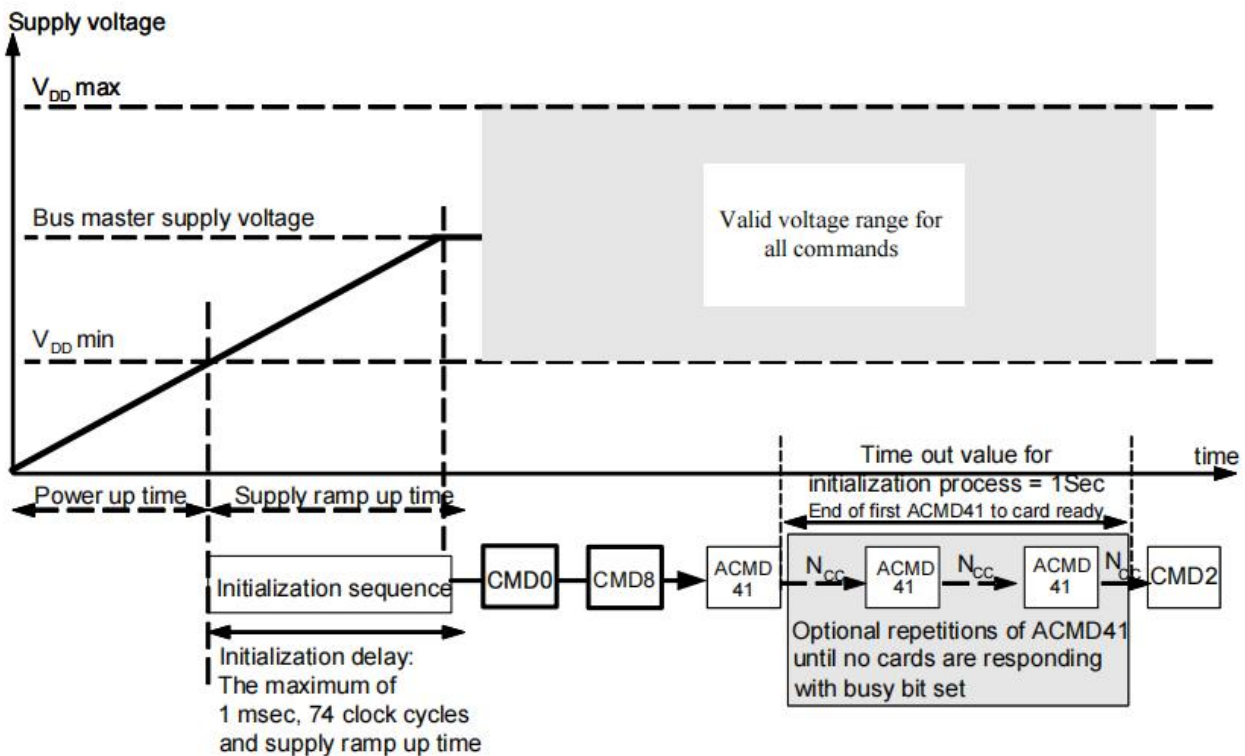 Supply voltage
V_DD max
Bus master supply voltage
Valid voltage range for
all commands
V_DD min
time
Time out value for
initialization process = 1Sec
End of first ACMD41 to card ready
Power up time
Supply ramp up time
Initialization sequence
CMD0
CMD8
ACMD
41
N_CC
ACMD
41
N_CC
ACMD
41
N_CC
CMD2
Optional repetitions of ACMD41
until no cards are responding
with busy bit set
Initialization delay:
The maximum of
1 msec, 74 clock cycles
and supply ramp up time